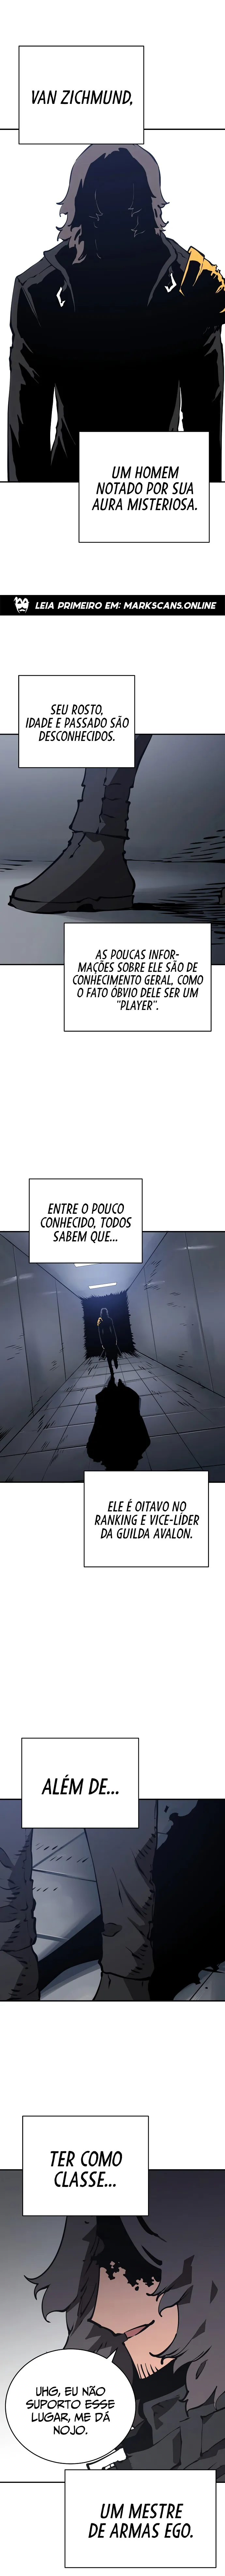 VAN ZICHMUND,
UM HOMEM
NOTADO POR SUA
AURA MISTERIOSA.
LEIA PRIMEIRO EM: MARKSCANS.ONLINE
SEU ROSTO,
IDADE E PASSADO SÃO
DESCONHECIDOS.
AS POUCAS INFOR-
MAÇÕES SOBRE ELE SÃO DE
CONHECIMENTO GERAL, COMO
O FATO ÓBVIO DELE SER UM
"PLAYER".
ENTRE O POUCO
CONHECIDO, TODOS
SABEM QUE...
ELE É OITAVO NO
RANKING E VICE-LÍDER
DA GUILDA AVALON.
ALÉM DE...
TER COMO
CLASSE...
UHG, EU NÃO
SUPORTO ESSE
LUGAR, ME DÁ
NOJO.
UM MESTRE
DE ARMAS EGO.